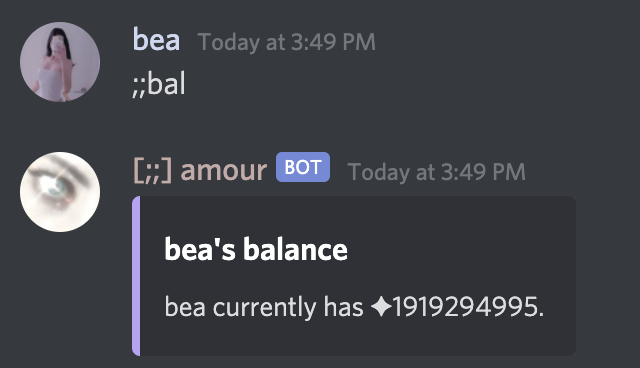 bea Today at 3:49 PM
;;bal
[;;] amour BOT Today at 3:49 PM
bea's balance
bea currently has ✦1919294995.